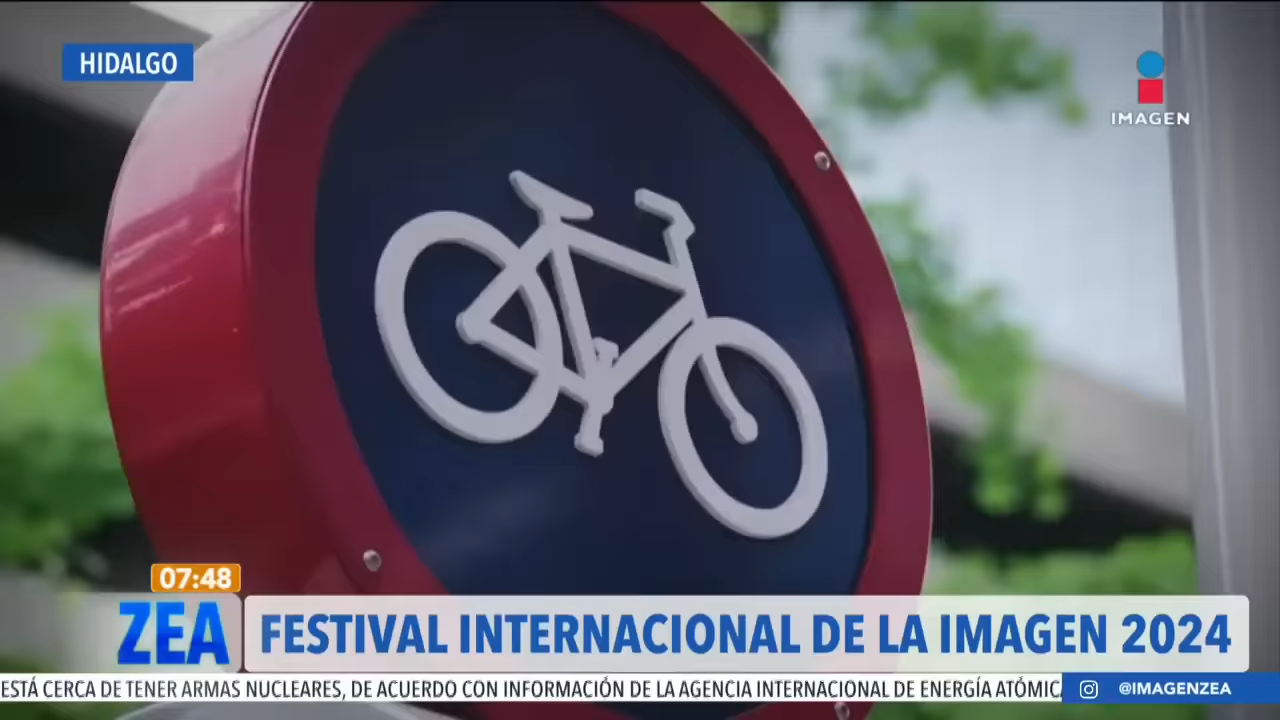 HIDALGO
IMAGEN
07:48
ZEA
FESTIVAL INTERNACIONAL DE LA IMAGEN 2024
ESTÁ CERCA DE TENER ARMAS NUCLEARES, DE ACUERDO CON INFORMACIÓN DE LA AGENCIA INTERNACIONAL DE ENERGÍA ATÓMICA
@IMAGENZEA